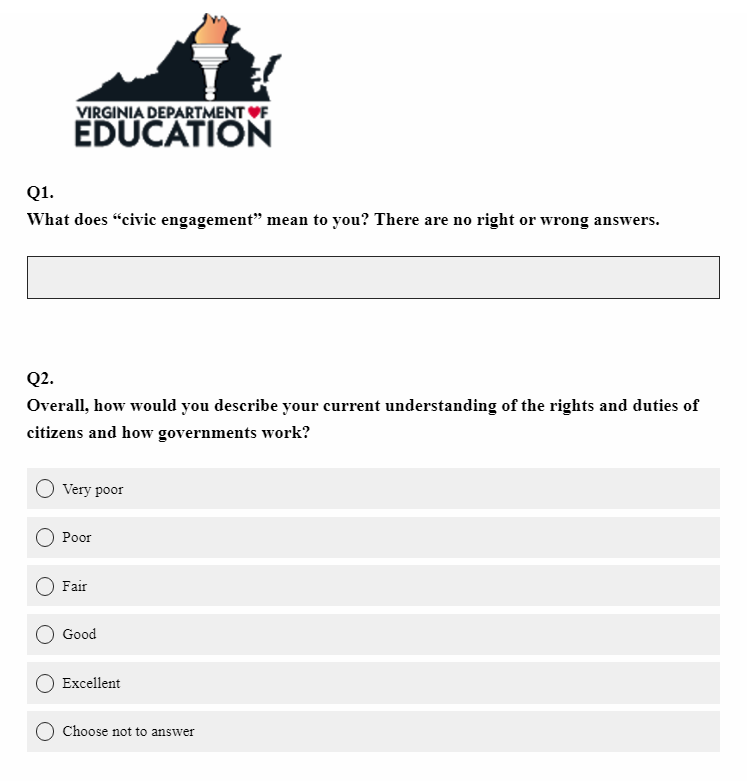 VIRGINIA DEPARTMENT OF
EDUCATION
Q1.
What does “civic engagement” mean to you? There are no right or wrong answers.
Q2.
Overall, how would you describe your current understanding of the rights and duties of
citizens and how governments work?
Very poor
Poor
Fair
Good
Excellent
Choose not to answer